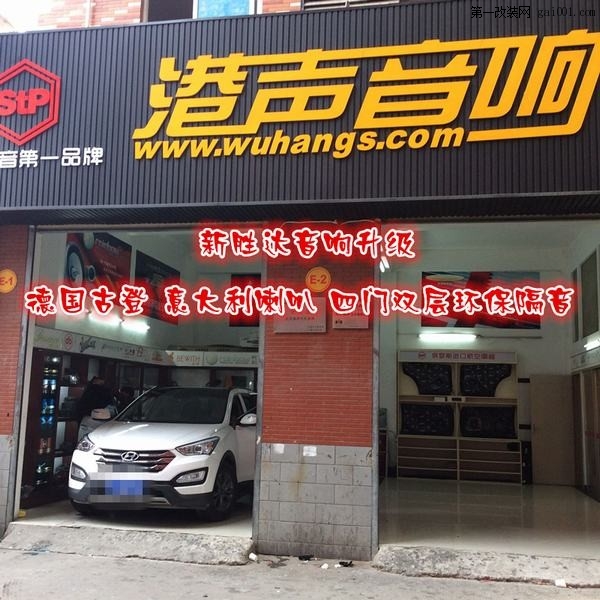 第一改装网 gai001.com
StP
港声音响
www.wuhangs.com
音第一品牌
新胜达音响升级
德国古登 意大利喇叭 四门双层环保隔音
E-1
E-2
BEWITH